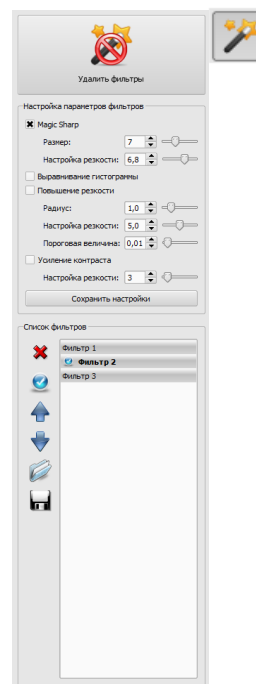 Удалить фильтры
Настройка параметров фильтров
Magic Sharp
Размер: 7
Настройка резкости: 6,8
Выравнивание гистограммы
Повышение резкости
Радиус: 1,0
Настройка резкости: 5,0
Пороговая величина: 0,01
Усиление контраста
Настройка резкости: 3
Сохранить настройки
Список фильтров
Фильтр 1
Фильтр 2
Фильтр 3